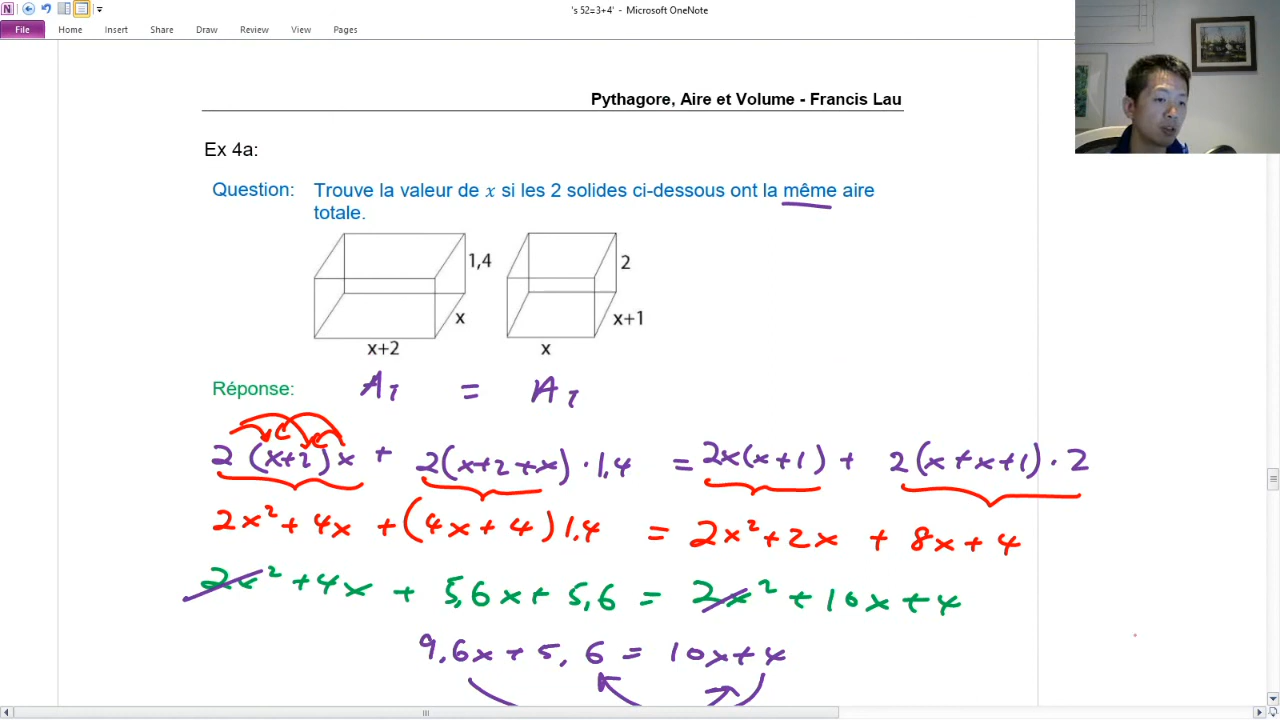 's 52=3+4' - Microsoft OneNote
File Home Insert Share Draw Review View Pages
Pythagore, Aire et Volume - Francis Lau
Ex 4a:
Question: Trouve la valeur de x si les 2 solides ci-dessous ont la même aire
totale.
1,4
x
x+2
2
x+1
x
Réponse: A_T = A_T
2(x+2)x + 2(x+2+x)·1,4 = 2x(x+1) + 2(x+x+1)·2
2x² + 4x + (4x+4)1,4 = 2x² + 2x + 8x + 4
2x² + 4x + 5,6x + 5,6 = 2x² + 10x + 4
9,6x + 5,6 = 10x + 4